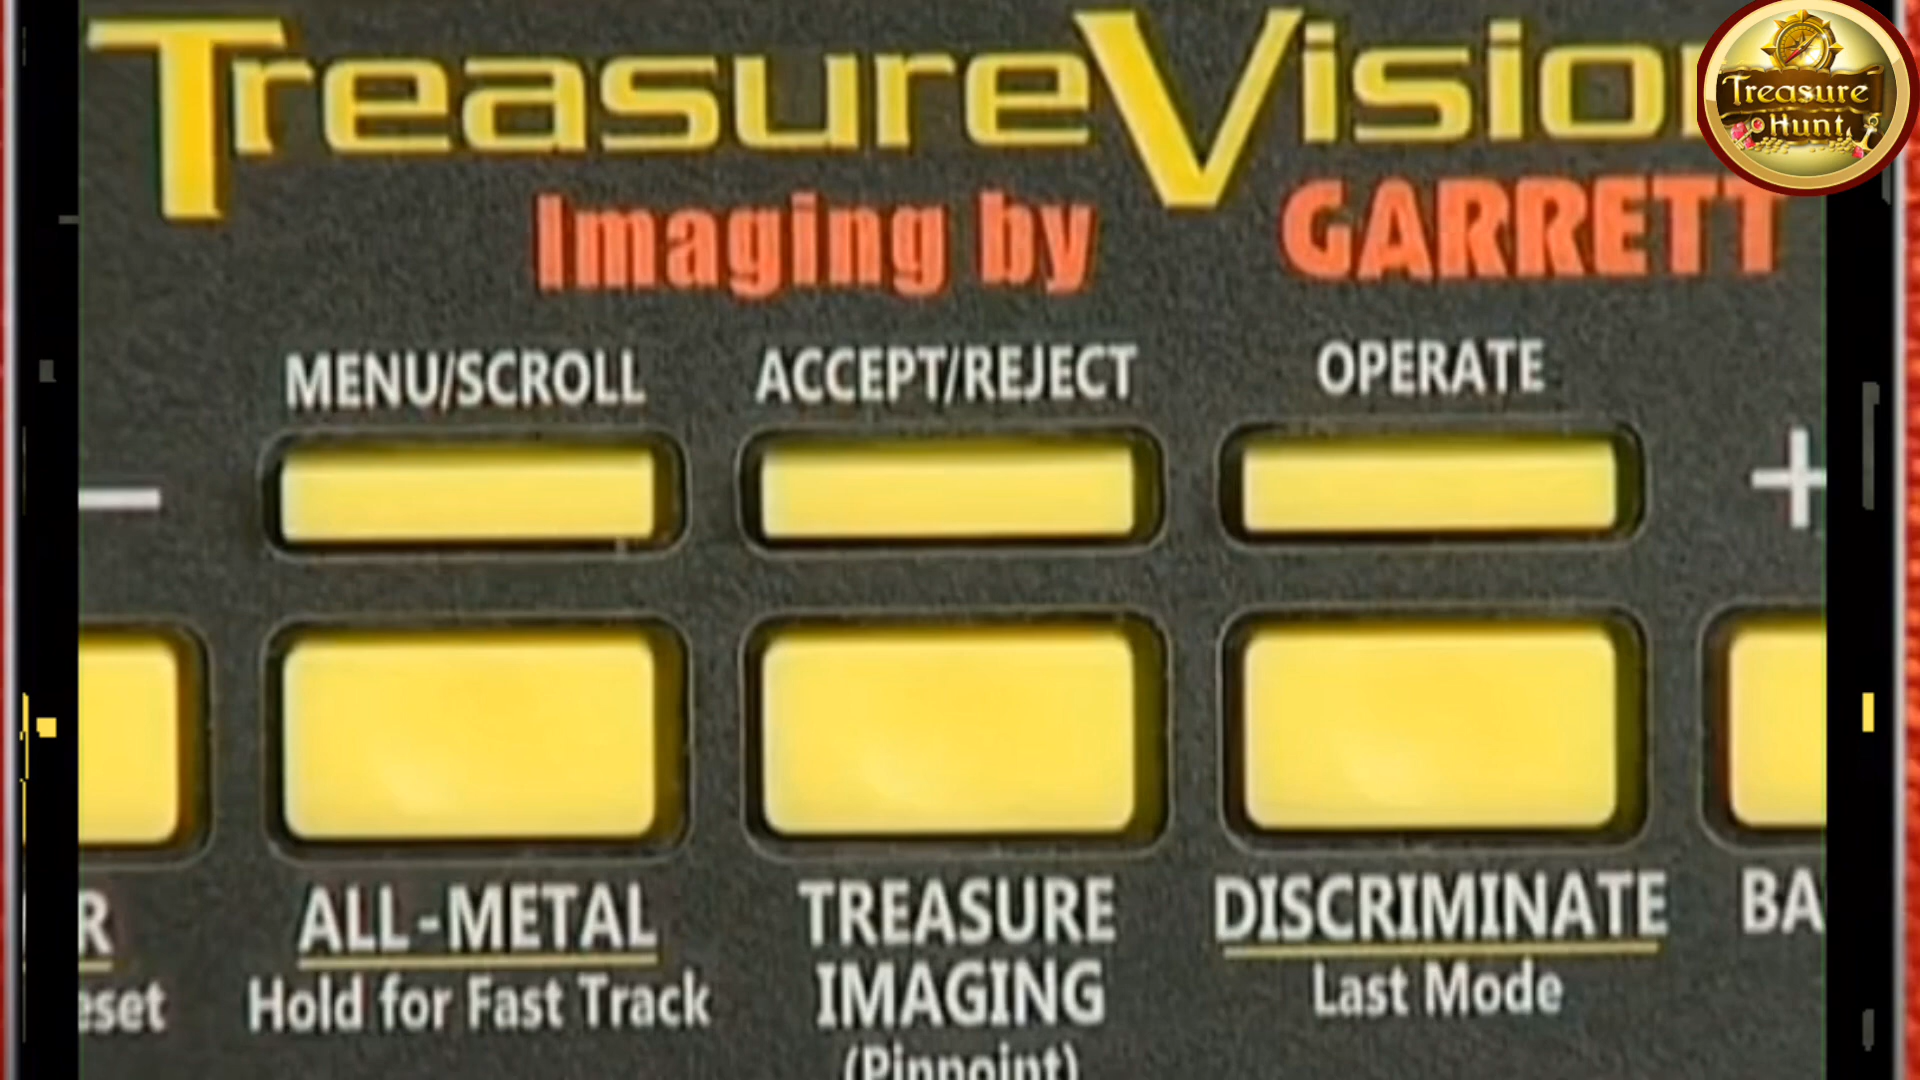 TreasureVision
Treasure
Hunt
Imaging by GARRETT
MENU/SCROLL ACCEPT/REJECT OPERATE
— +
ALL-METAL TREASURE DISCRIMINATE
IMAGING
Hold for Fast Track Last Mode
(Pinpoint)